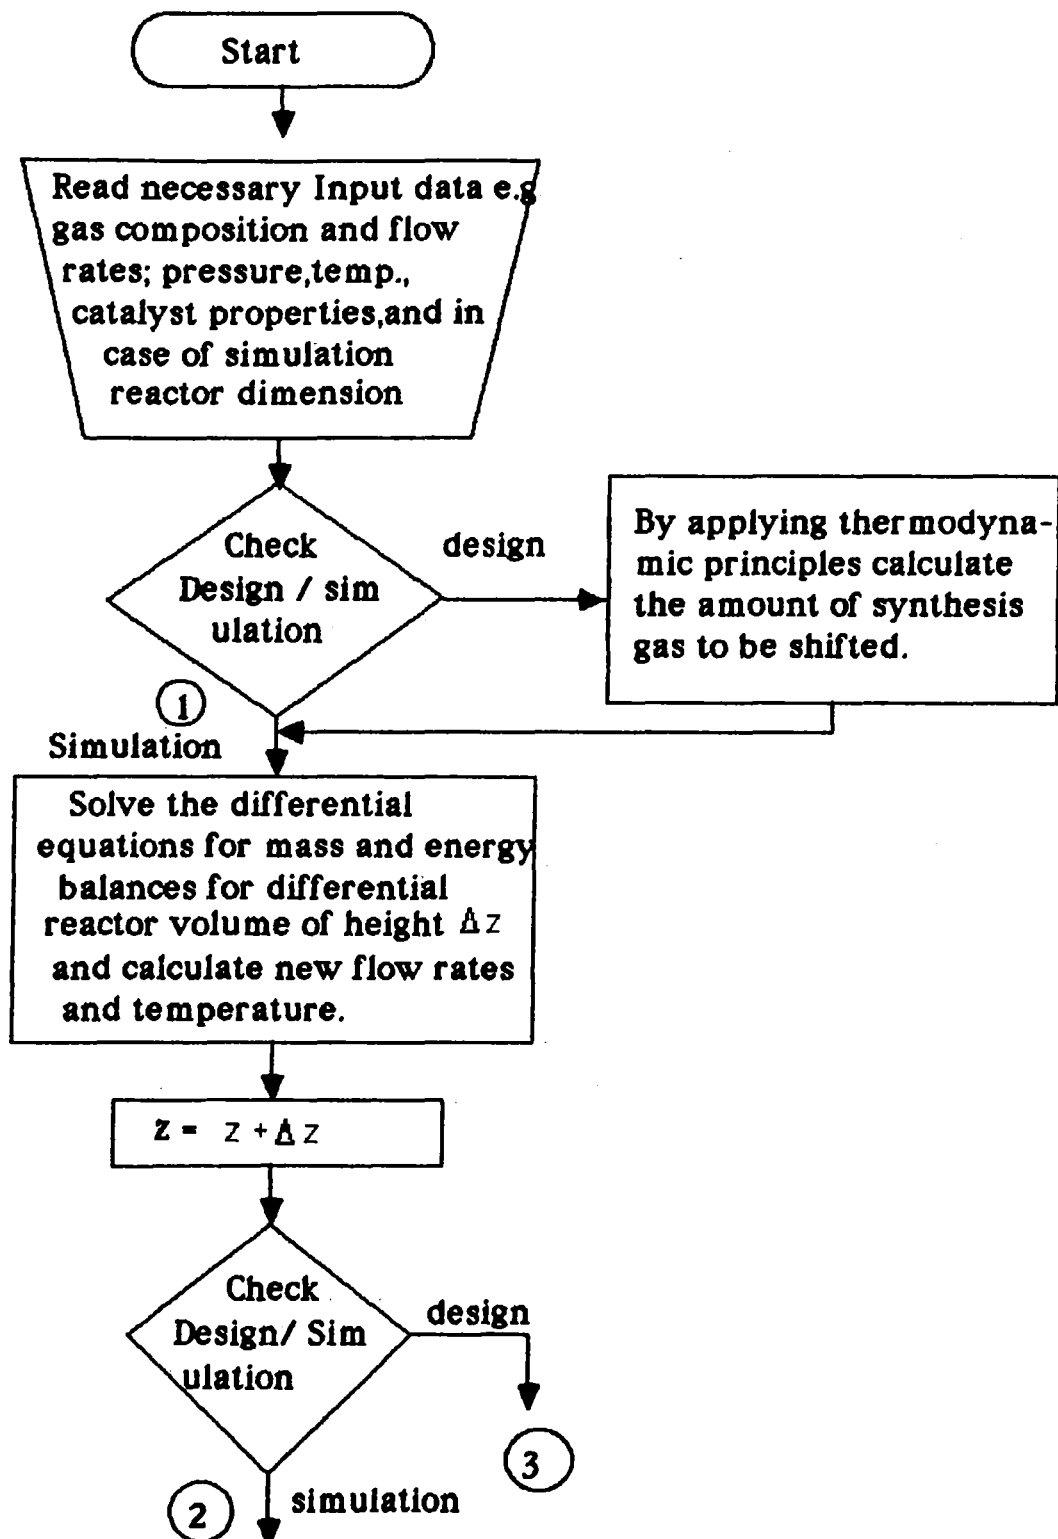 Start
Read necessary Input data e.g
gas composition and flow
rates; pressure,temp.,
catalyst properties,and in
case of simulation
reactor dimension
Check
Design / sim
ulation
design
By applying thermodyna-
mic principles calculate
the amount of synthesis
gas to be shifted.
1
Simulation
Solve the differential
equations for mass and energy
balances for differential
reactor volume of height Δz
and calculate new flow rates
and temperature.
z = z + Δz
Check
Design/ Sim
ulation
design
3
2
simulation